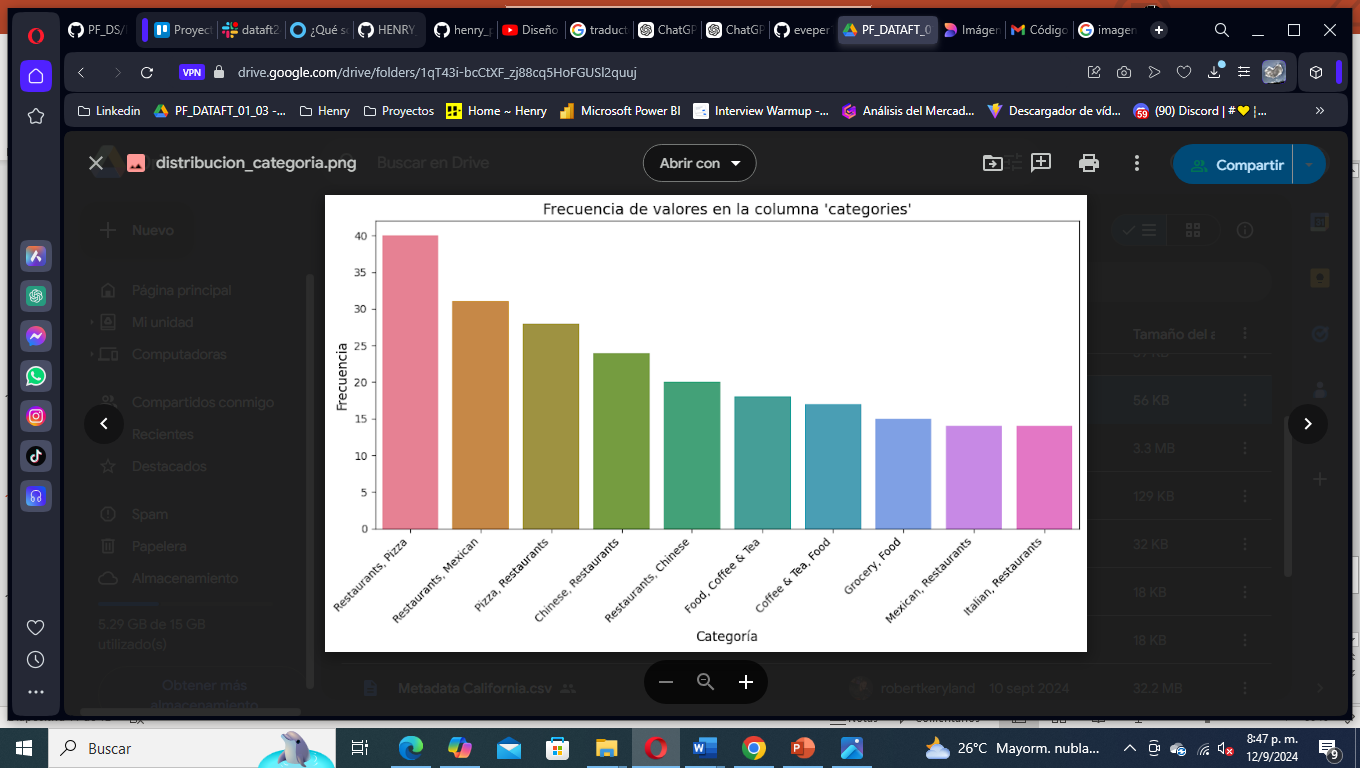 PF_DS/
Proyect
dataft2
¿Qué s
HENRY
henry_p
Diseño
traduct
ChatGP
ChatGP
eveper
PF_DATAFT_0
Imáger
Código
imagen
VPN
drive.google.com/drive/folders/1qT43i-bcCtXF_zj88cq5HoFGUSl2quuj
Linkedin
PF_DATAFT_01_03 -...
Henry
Proyectos
Home ~ Henry
Microsoft Power BI
Interview Warmup -...
Análisis del Mercad...
Descargador de víd...
59
(90) Discord | #💛 ¦...
»
distribucion_categoria.png
Buscar en Drive
Abrir con
Compartir
Nuevo
Página principal
Mi unidad
Computadoras
Compartidos conmigo
Recientes
Destacados
Spam
Papelera
Almacenamiento
5.29 GB de 15 GB
utilizado(s)
Obtener más
almacenamiento
Frecuencia de valores en la columna 'categories'
Frecuencia
40
35
30
25
20
15
10
5
0
Restaurants, Pizza
Restaurants, Mexican
Pizza, Restaurants
Chinese, Restaurants
Restaurants, Chinese
Food, Coffee & Tea
Coffee & Tea, Food
Grocery, Food
Mexican, Restaurants
Italian, Restaurants
Categoría
Tamaño del a
56 KB
3.3 MB
129 KB
32 KB
18 KB
18 KB
Metadata California.csv
robertkeryland
10 sept 2024
32.2 MB
Buscar
26°C Mayorm. nubla...
8:47 p. m.
12/9/2024
9